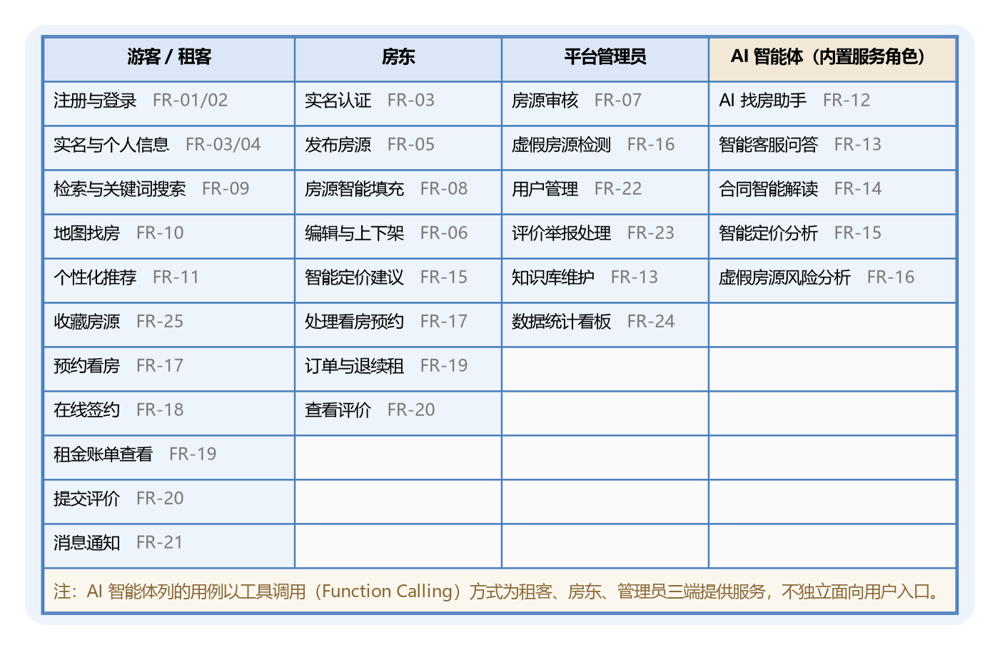 游客 / 租客 房东 平台管理员 AI 智能体（内置服务角色）
注册与登录 FR-01/02 实名认证 FR-03 房源审核 FR-07 AI 找房助手 FR-12
实名与个人信息 FR-03/04 发布房源 FR-05 虚假房源检测 FR-16 智能客服问答 FR-13
检索与关键词搜索 FR-09 房源智能填充 FR-08 用户管理 FR-22 合同智能解读 FR-14
地图找房 FR-10 编辑与上下架 FR-06 评价举报处理 FR-23 智能定价分析 FR-15
个性化推荐 FR-11 智能定价建议 FR-15 知识库维护 FR-13 虚假房源风险分析 FR-16
收藏房源 FR-25 处理看房预约 FR-17 数据统计看板 FR-24
预约看房 FR-17 订单与退续租 FR-19
在线签约 FR-18 查看评价 FR-20
租金账单查看 FR-19
提交评价 FR-20
消息通知 FR-21
注：AI 智能体列的用例以工具调用（Function Calling）方式为租客、房东、管理员三端提供服务，不独立面向用户入口。